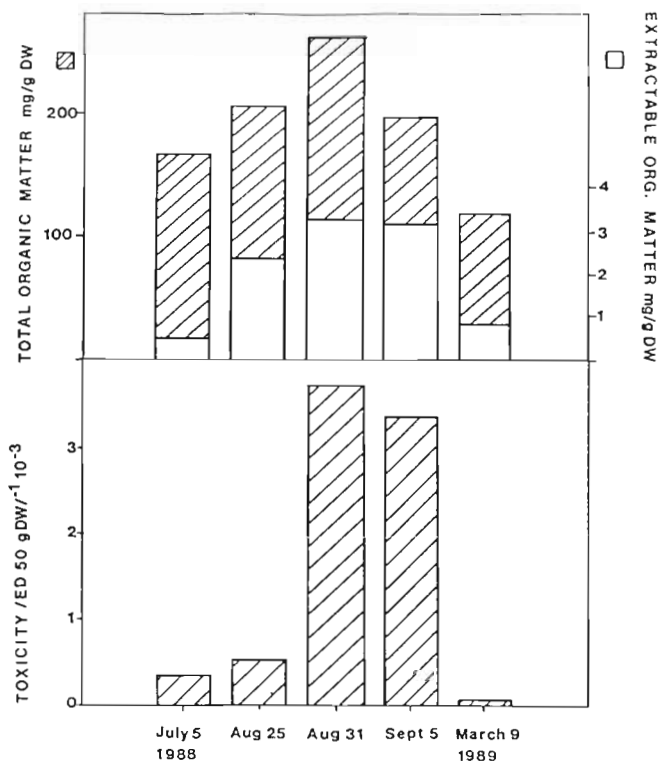 TOTAL ORGANIC MATTER mg/g DW
200
100
EXTRACTABLE ORG. MATTER mg/g DW
4
3
2
1
TOXICITY /ED 50 gDW/⁻¹ 10⁻³
3
2
1
0
July 5 Aug 25 Aug 31 Sept 5 March 9
1988 1989